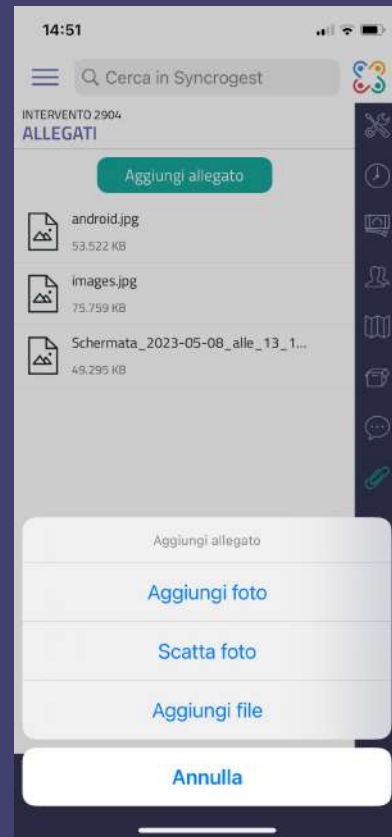 14:51
Cerca in Syncrogest
INTERVENTO 2904
ALLEGATI
Aggiungi allegato
android.jpg
53.522 KB
images.jpg
75.759 KB
Schermata_2023-05-08_alle_13_1...
49.295 KB
Aggiungi allegato
Aggiungi foto
Scatta foto
Aggiungi file
Annulla